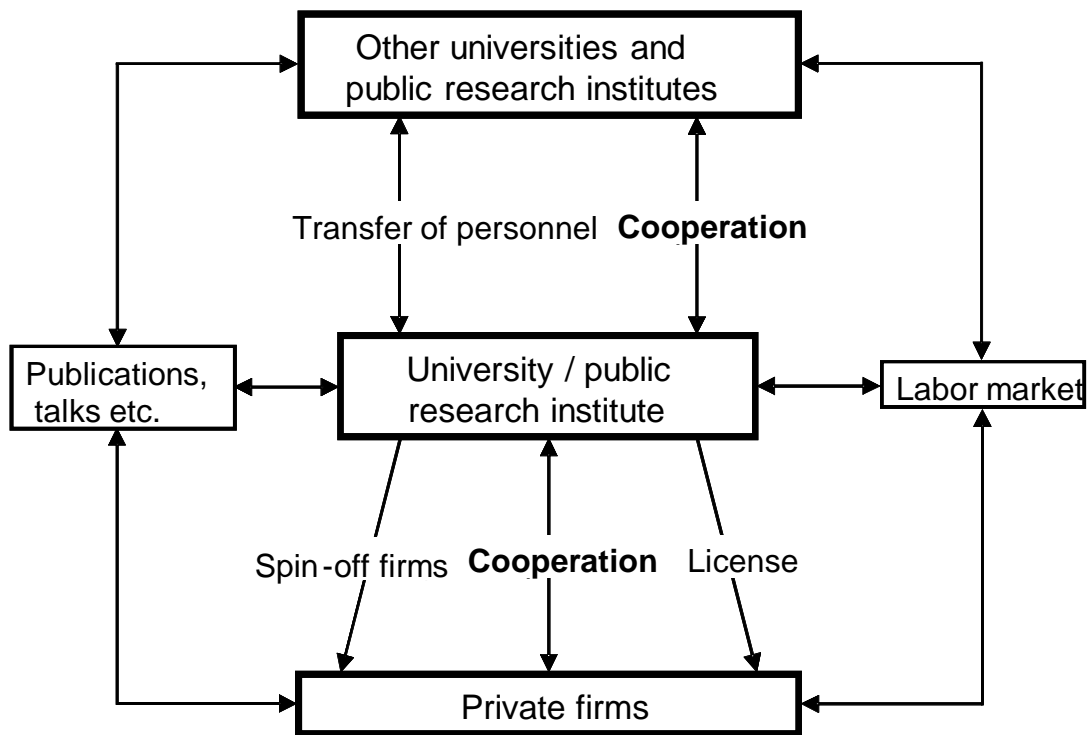 Other universities and
public research institutes
Transfer of personnel
Cooperation
Publications,
talks etc.
University / public
research institute
Labor market
Spin-off firms
Cooperation
License
Private firms